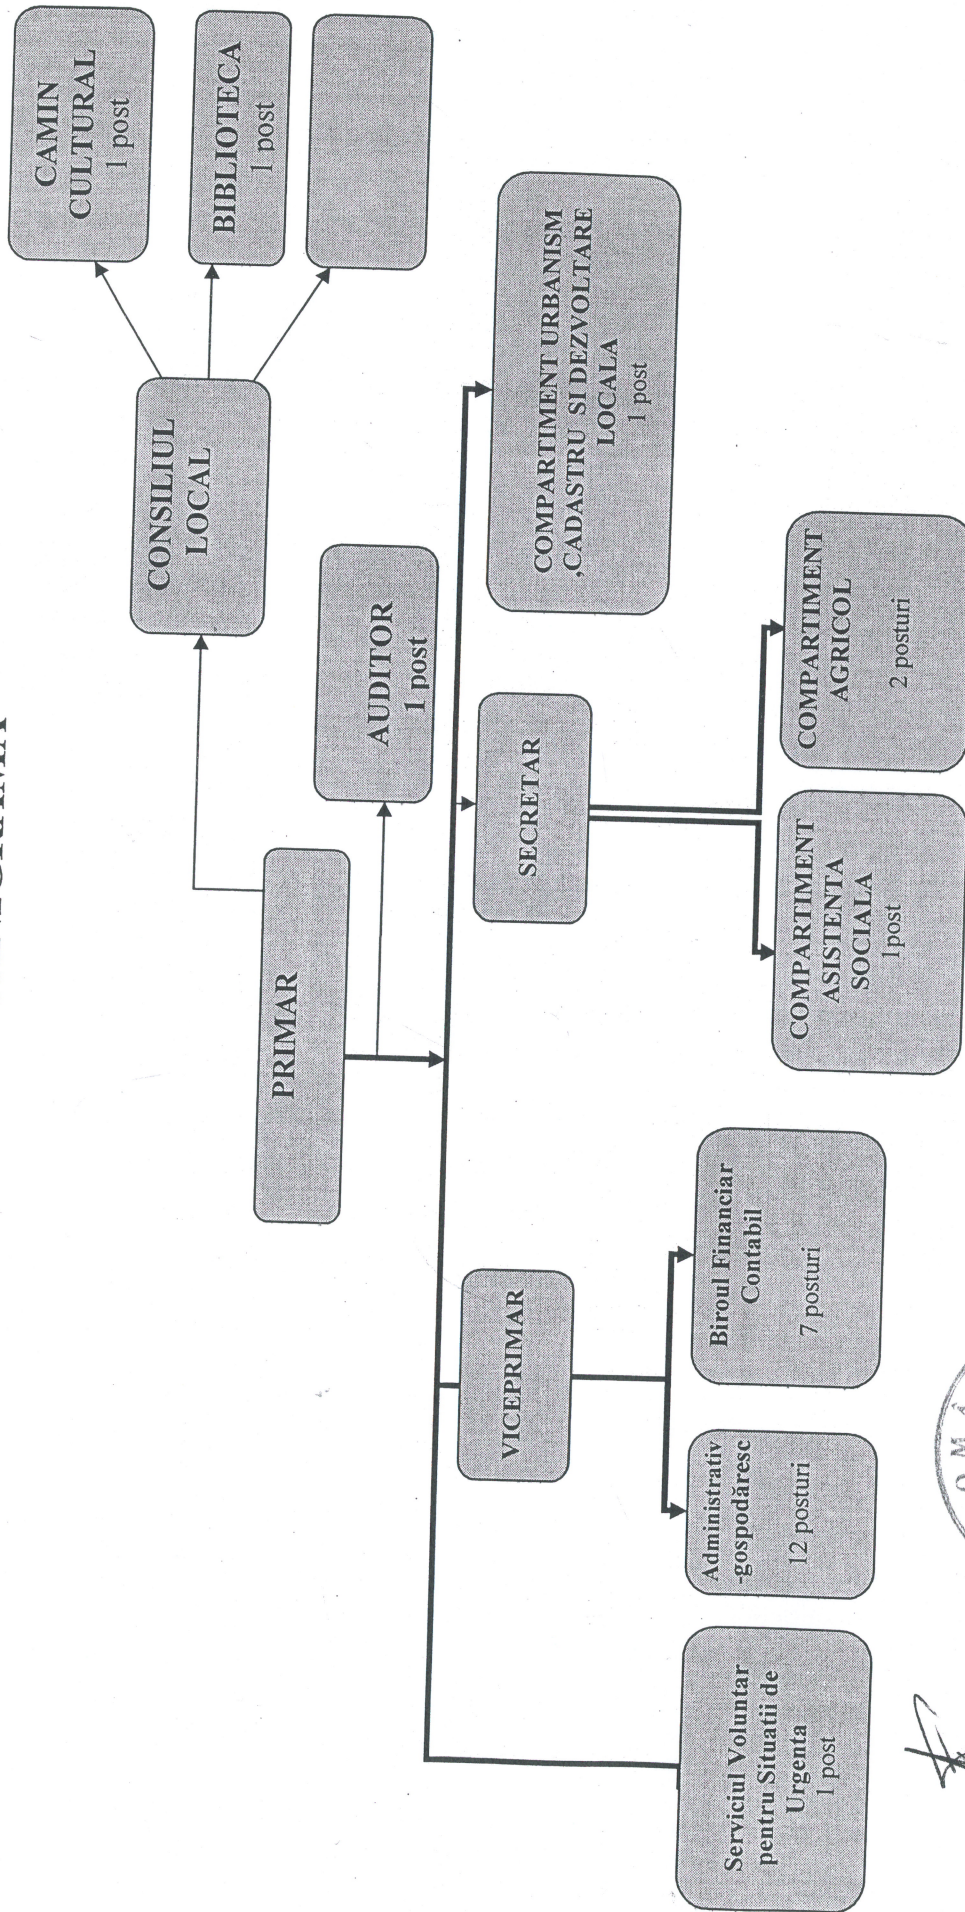 CONSILIUL
LOCAL
CAMIN
CULTURAL
1 post
BIBLIOTECA
1 post
PRIMAR
AUDITOR
1 post
VICEPRIMAR
SECRETAR
COMPARTIMENT URBANISM
,CADASTRU SI DEZVOLTARE
LOCALA
1 post
Serviciul Voluntar
pentru Situatii de
Urgenta
1 post
Administrativ
-gospodăresc
12 posturi
Biroul Financiar
Contabil
7 posturi
COMPARTIMENT
ASISTENTA
SOCIALA
1post
COMPARTIMENT
AGRICOL
2 posturi